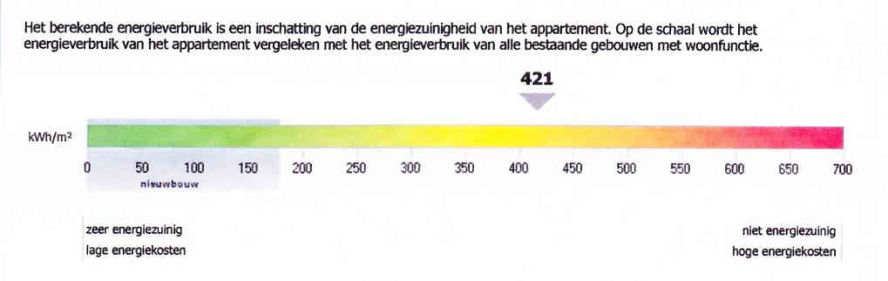 Het berekende energieverbruik is een inschatting van de energiezuinigheid van het appartement. Op de schaal wordt het
energieverbruik van het appartement vergeleken met het energieverbruik van alle bestaande gebouwen met woonfunctie.
421
kWh/m²
0 50 100 150 200 250 300 350 400 450 500 550 600 650 700
nieuwbouw
zeer energiezuinig niet energiezuinig
lage energiekosten hoge energiekosten